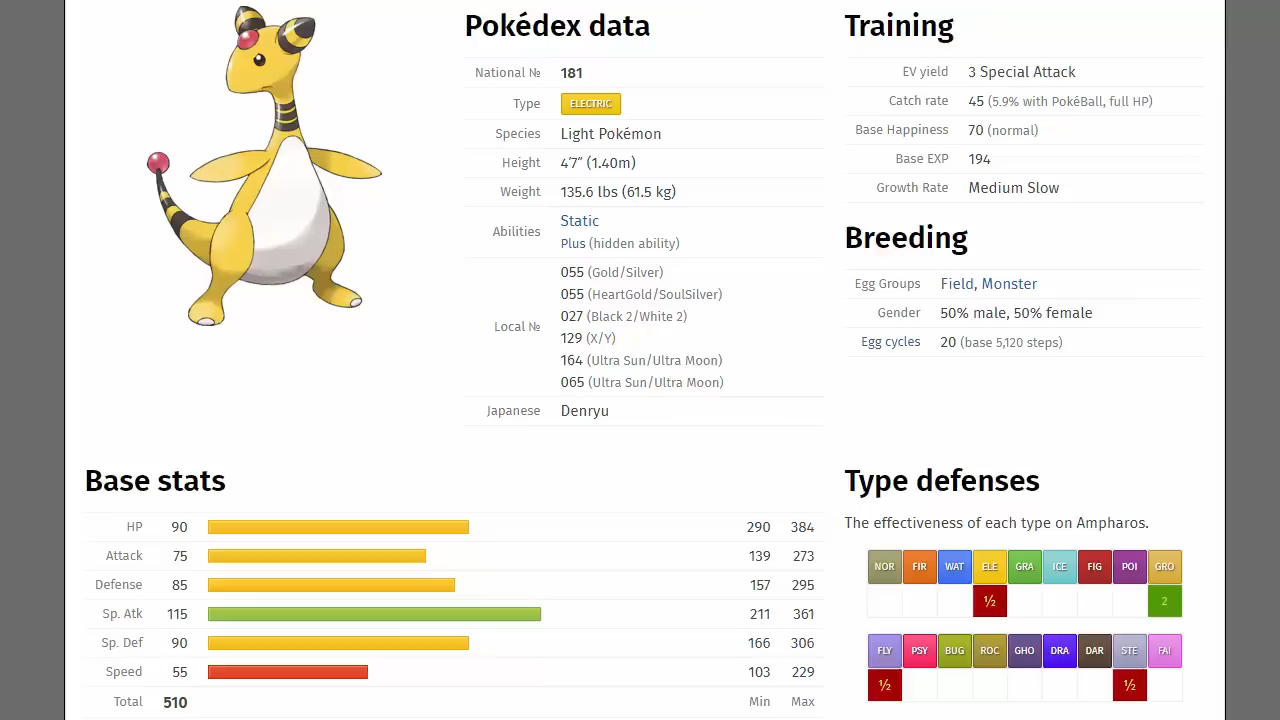 Pokédex data
National № 181
Type ELECTRIC
Species Light Pokémon
Height 4′7″ (1.40m)
Weight 135.6 lbs (61.5 kg)
Abilities Static
Plus (hidden ability)
Local № 055 (Gold/Silver)
055 (HeartGold/SoulSilver)
027 (Black 2/White 2)
129 (X/Y)
164 (Ultra Sun/Ultra Moon)
065 (Ultra Sun/Ultra Moon)
Japanese Denryu
Training
EV yield 3 Special Attack
Catch rate 45 (5.9% with PokéBall, full HP)
Base Happiness 70 (normal)
Base EXP 194
Growth Rate Medium Slow
Breeding
Egg Groups Field, Monster
Gender 50% male, 50% female
Egg cycles 20 (base 5,120 steps)
Base stats
HP 90 290 384
Attack 75 139 273
Defense 85 157 295
Sp. Atk 115 211 361
Sp. Def 90 166 306
Speed 55 103 229
Total 510 Min Max
Type defenses
The effectiveness of each type on Ampharos.
NOR FIR WAT ELE GRA ICE FIG POI GRO
½ 2
FLY PSY BUG ROC GHO DRA DAR STE FAI
½ ½